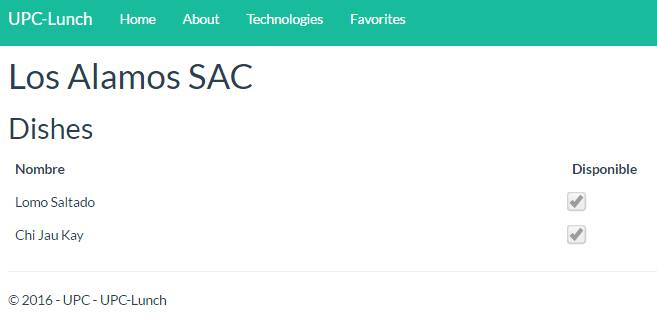 UPC-Lunch Home About Technologies Favorites
Los Alamos SAC
Dishes
Nombre Disponible
Lomo Saltado
Chi Jau Kay
© 2016 - UPC - UPC-Lunch